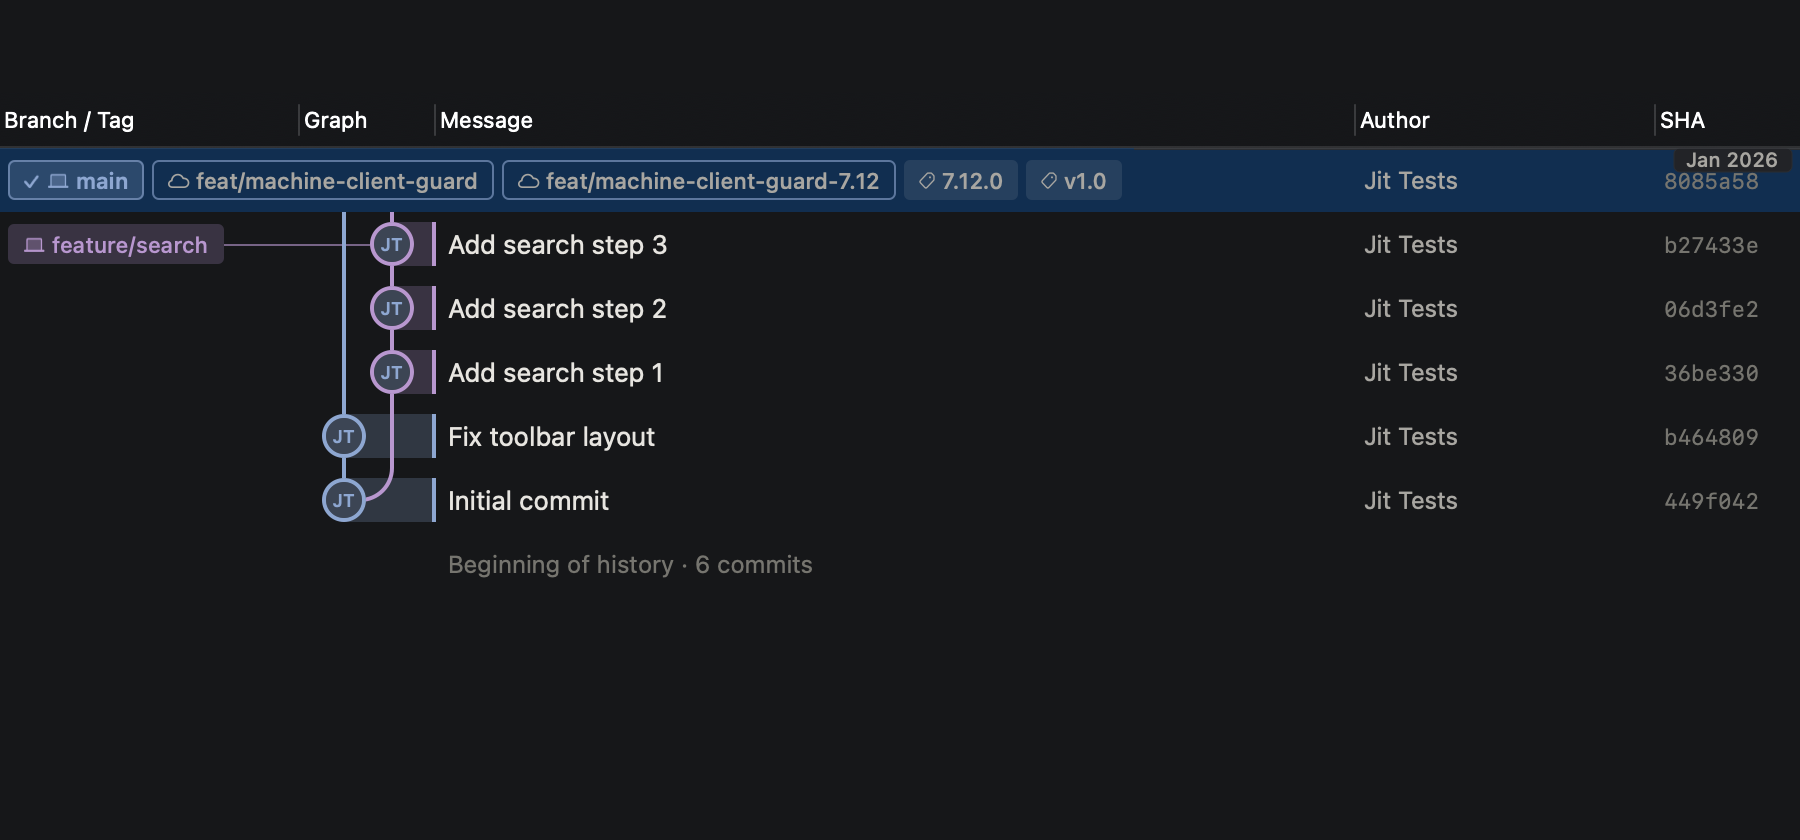 Branch / Tag Graph Message Author SHA
Jan 2026
main feat/machine-client-guard feat/machine-client-guard-7.12 7.12.0 v1.0 Jit Tests 8085a58
feature/search JT Add search step 3 Jit Tests b27433e
JT Add search step 2 Jit Tests 06d3fe2
JT Add search step 1 Jit Tests 36be330
JT Fix toolbar layout Jit Tests b464809
JT Initial commit Jit Tests 449f042
Beginning of history · 6 commits